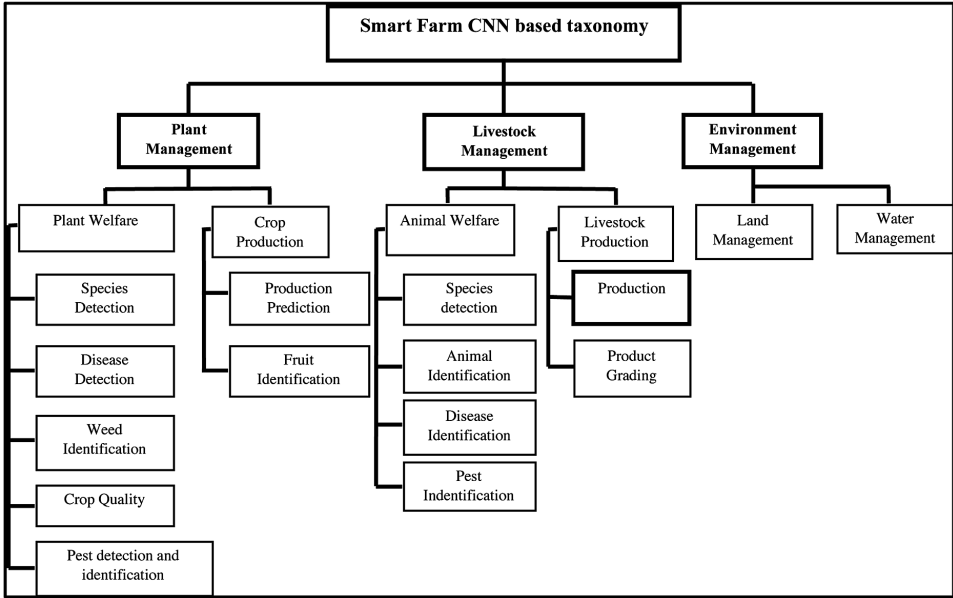 Smart Farm CNN based taxonomy
Plant
Management
Livestock
Management
Environment
Management
Plant Welfare
Crop
Production
Animal Welfare
Livestock
Production
Land
Management
Water
Management
Species
Detection
Disease
Detection
Weed
Identification
Crop Quality
Pest detection and
identification
Production
Prediction
Fruit
Identification
Species
detection
Animal
Identification
Disease
Identification
Pest
Indentification
Production
Product
Grading